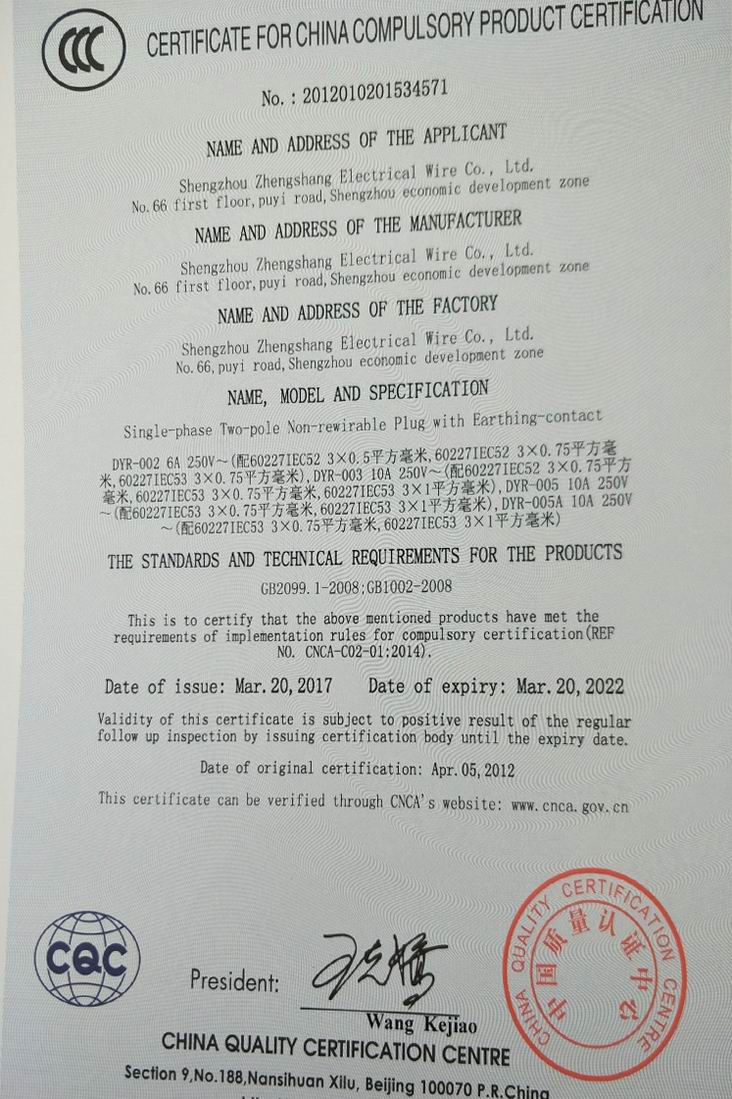 CCC
CERTIFICATE FOR CHINA COMPULSORY PRODUCT CERTIFICATION
No. : 2012010201534571
NAME AND ADDRESS OF THE APPLICANT
Shengzhou Zhengshang Electrical Wire Co., Ltd.
No.66 first floor,puyi road,Shengzhou economic development zone
NAME AND ADDRESS OF THE MANUFACTURER
Shengzhou Zhengshang Electrical Wire Co., Ltd.
No.66 first floor,puyi road,Shengzhou economic development zone
NAME AND ADDRESS OF THE FACTORY
Shengzhou Zhengshang Electrical Wire Co., Ltd.
No.66,puyi road,Shengzhou economic development zone
NAME, MODEL AND SPECIFICATION
Single-phase Two-pole Non-rewirable Plug with Earthing-contact
DYR-002 6A 250V～(配60227IEC52 3×0.5平方毫米,60227IEC52 3×0.75平方毫
米,60227IEC53 3×0.75平方毫米),DYR-003 10A 250V～(配60227IEC52 3×0.75平方
毫米,60227IEC53 3×0.75平方毫米,60227IEC53 3×1平方毫米),DYR-005 10A 250V
～(配60227IEC53 3×0.75平方毫米,60227IEC53 3×1平方毫米),DYR-005A 10A 250V
～(配60227IEC53 3×0.75平方毫米,60227IEC53 3×1平方毫米)
THE STANDARDS AND TECHNICAL REQUIREMENTS FOR THE PRODUCTS
GB2099.1-2008;GB1002-2008
This is to certify that the above mentioned products have met the
requirements of implementation rules for compulsory certification(REF
NO. CNCA-C02-01:2014).
Date of issue: Mar.20,2017 Date of expiry: Mar.20,2022
Validity of this certificate is subject to positive result of the regular
follow up inspection by issuing certification body until the expiry date.
Date of original certification: Apr.05,2012
This certificate can be verified through CNCA's website: www.cnca.gov.cn
CQC
President:
Wang Kejiao
CHINA QUALITY CERTIFICATION CENTRE
中国质量认证中心
CHINA QUALITY CERTIFICATION CENTRE
Section 9,No.188,Nansihuan Xilu, Beijing 100070 P.R.China